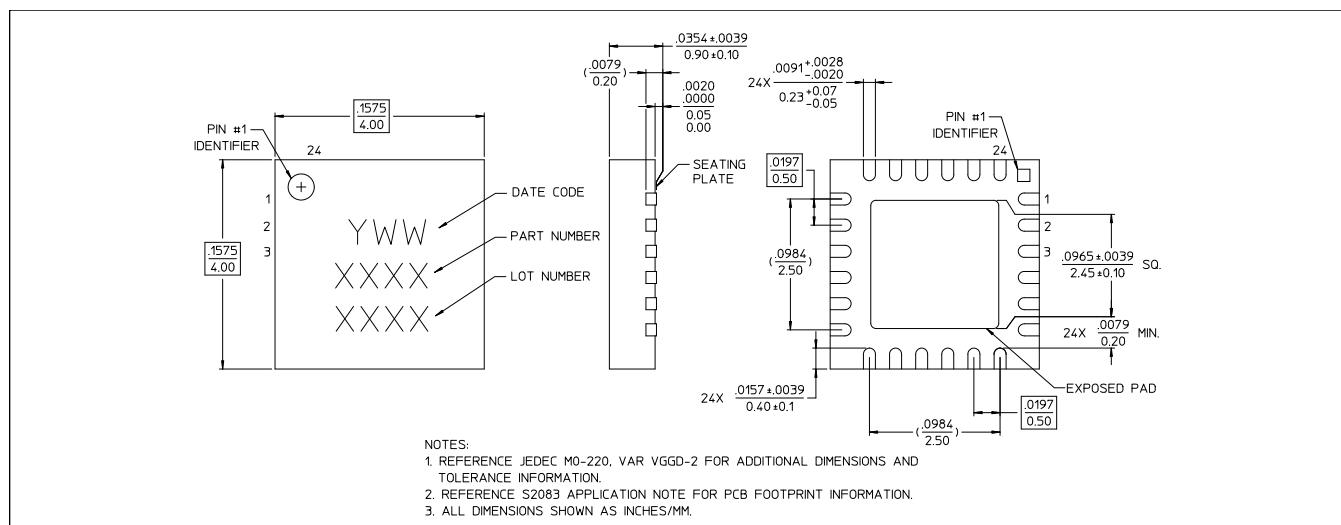 .0354±.0039
0.90±0.10
(.0079
0.20)
.0020
.0000
0.05
0.00
24X .0091 +.0028 -.0020
0.23 +0.07 -0.05
.1575
4.00
PIN #1
IDENTIFIER
24
PIN #1
IDENTIFIER
24
SEATING
PLATE
.0197
0.50
1
2
3
DATE CODE
YWW
PART NUMBER
XXXX
LOT NUMBER
XXXX
.1575
4.00
(.0984
2.50)
1
2
3
.0965±.0039 SQ.
2.45±0.10
24X .0079 MIN.
0.20
24X .0157±.0039
0.40±0.1
EXPOSED PAD
.0197
0.50
(.0984
2.50)
NOTES:
1. REFERENCE JEDEC MO-220, VAR VGGD-2 FOR ADDITIONAL DIMENSIONS AND
TOLERANCE INFORMATION.
2. REFERENCE S2083 APPLICATION NOTE FOR PCB FOOTPRINT INFORMATION.
3. ALL DIMENSIONS SHOWN AS INCHES/MM.